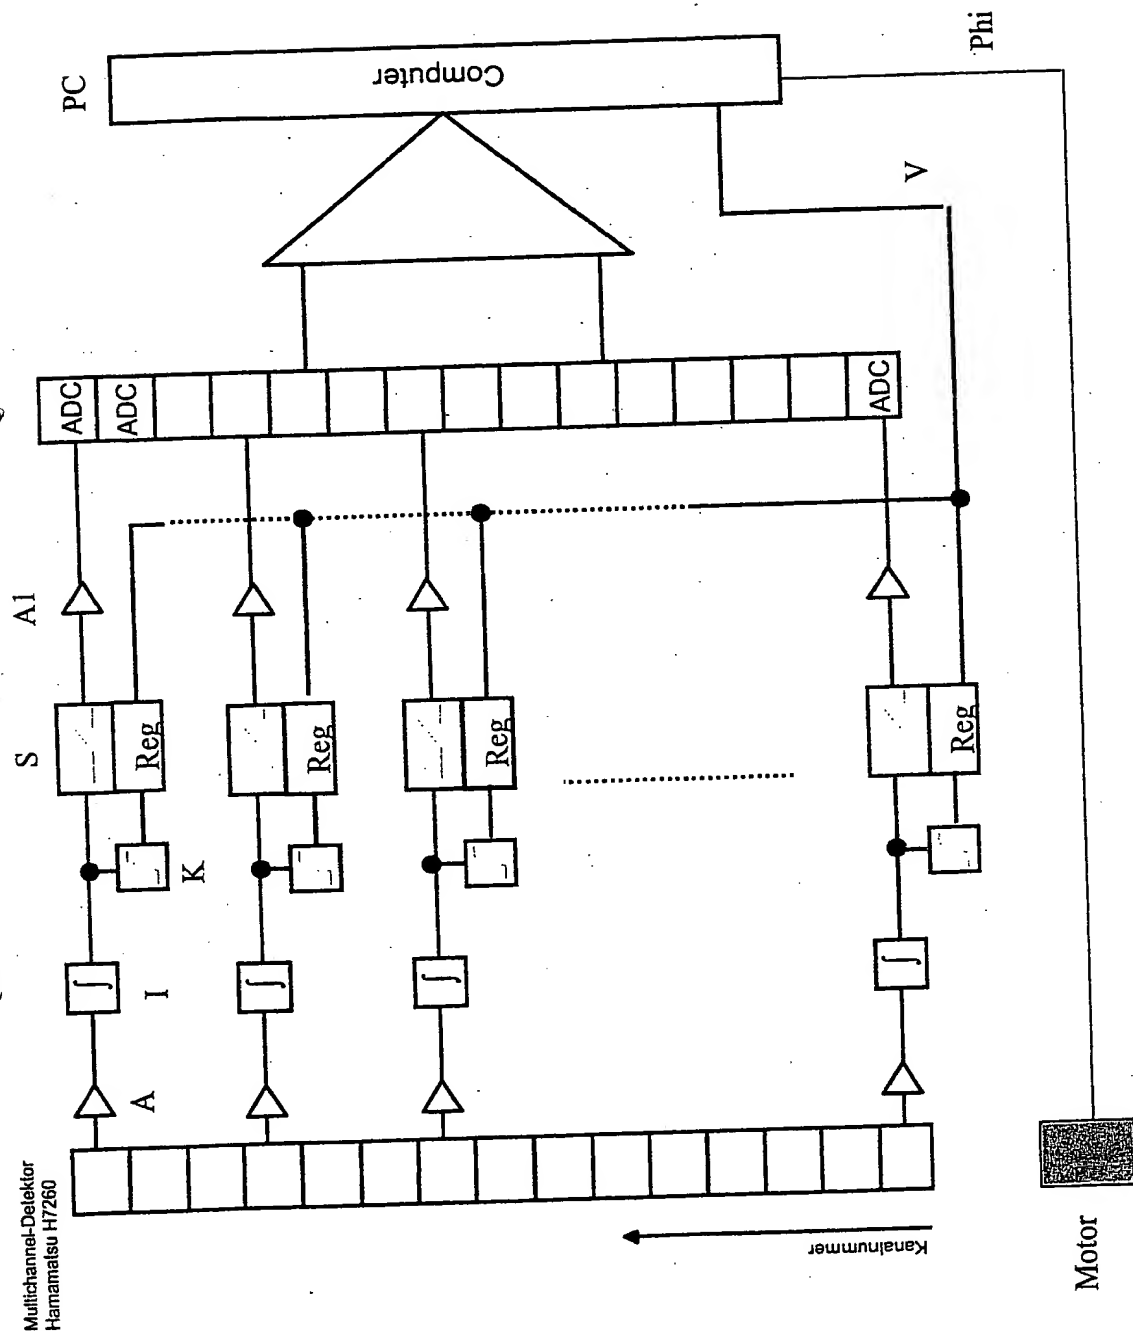 Multichannel-Detektor
Hamamatsu H7260
PC
Computer
Phi
V
ADC
ADC
ADC
A1
S
Reg
Reg
Reg
Reg
K
∫
∫
∫
∫
I
A
Kanalnummer
Motor